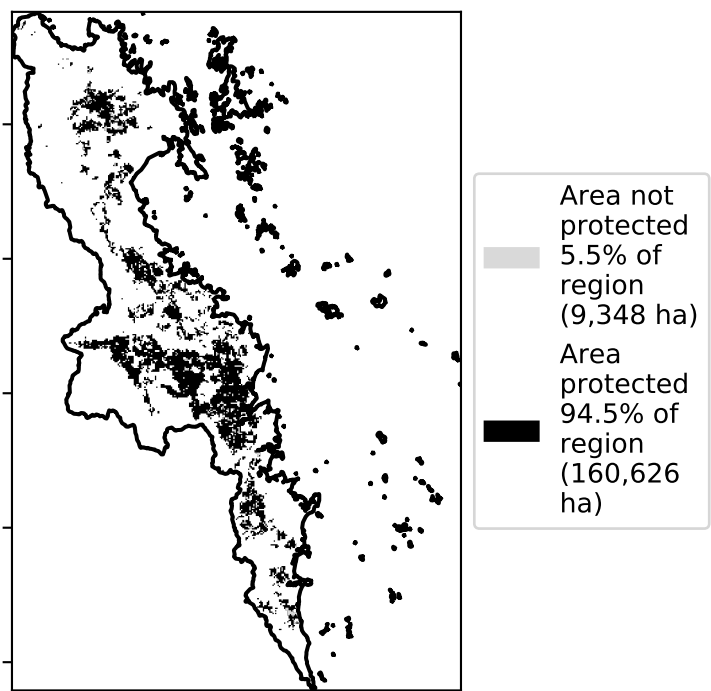 Area not
protected
5.5% of
region
(9,348 ha)
Area
protected
94.5% of
region
(160,626
ha)